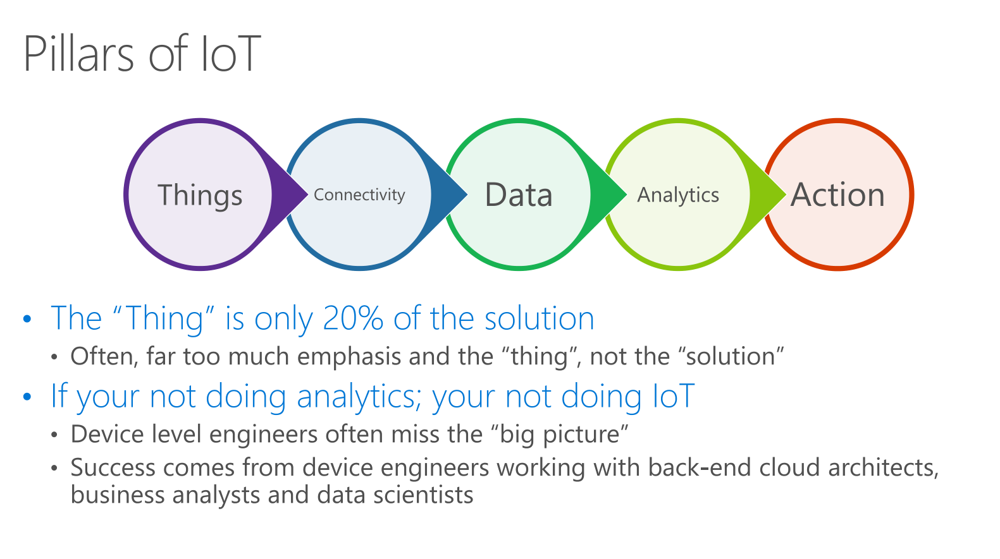 Pillars of IoT
Things
Connectivity
Data
Analytics
Action
• The “Thing” is only 20% of the solution
• Often, far too much emphasis and the “thing”, not the “solution”
• If your not doing analytics; your not doing IoT
• Device level engineers often miss the “big picture”
• Success comes from device engineers working with back-end cloud architects,
business analysts and data scientists